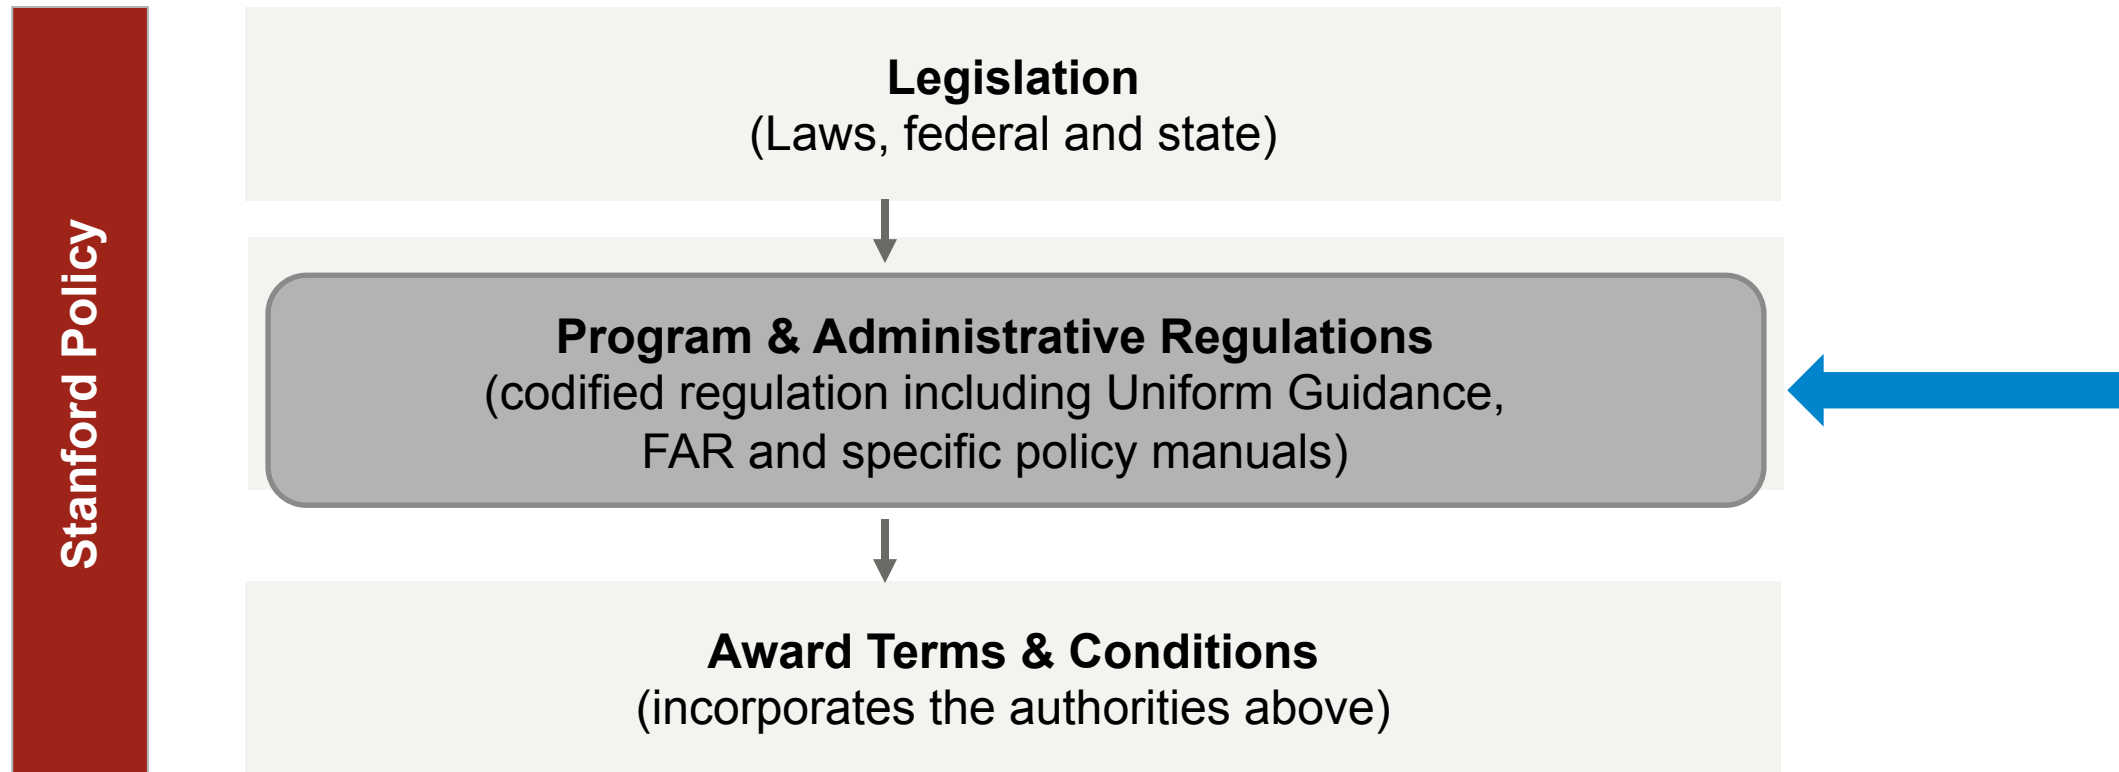 Stanford Policy
Legislation
(Laws, federal and state)
Program & Administrative Regulations
(codified regulation including Uniform Guidance,
FAR and specific policy manuals)
Award Terms & Conditions
(incorporates the authorities above)